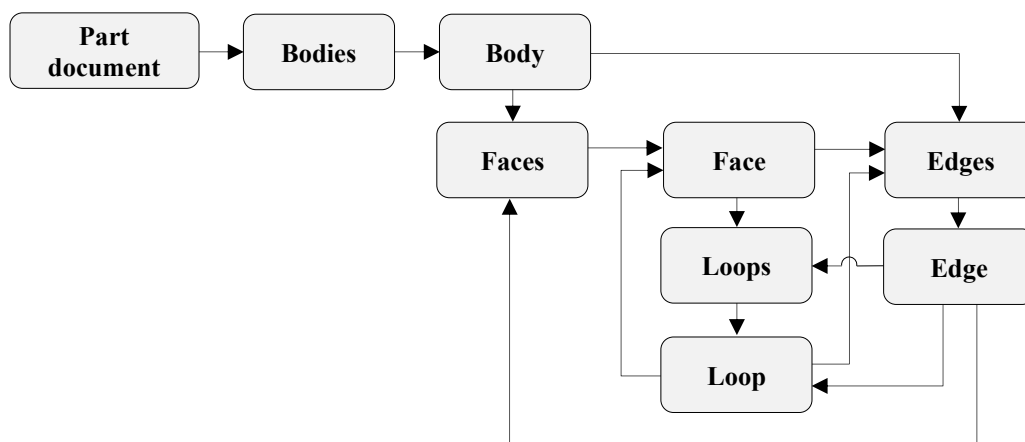 Part
document
Bodies
Body
Faces
Face
Edges
Loops
Edge
Loop